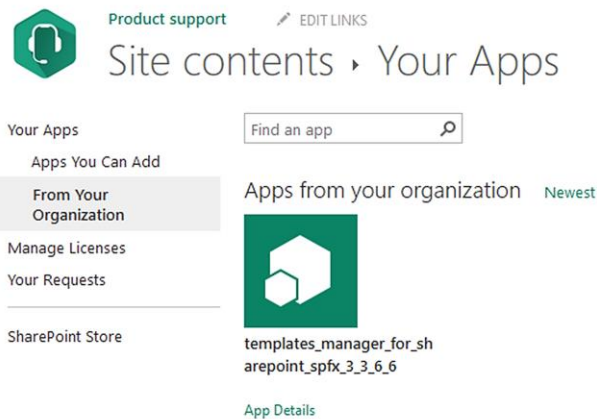 Product support EDIT LINKS
Site contents ▸ Your Apps
Your Apps
Apps You Can Add
From Your
Organization
Manage Licenses
Your Requests
SharePoint Store
Find an app
Apps from your organization Newest
templates_manager_for_sh
arepoint_spfx_3_3_6_6
App Details